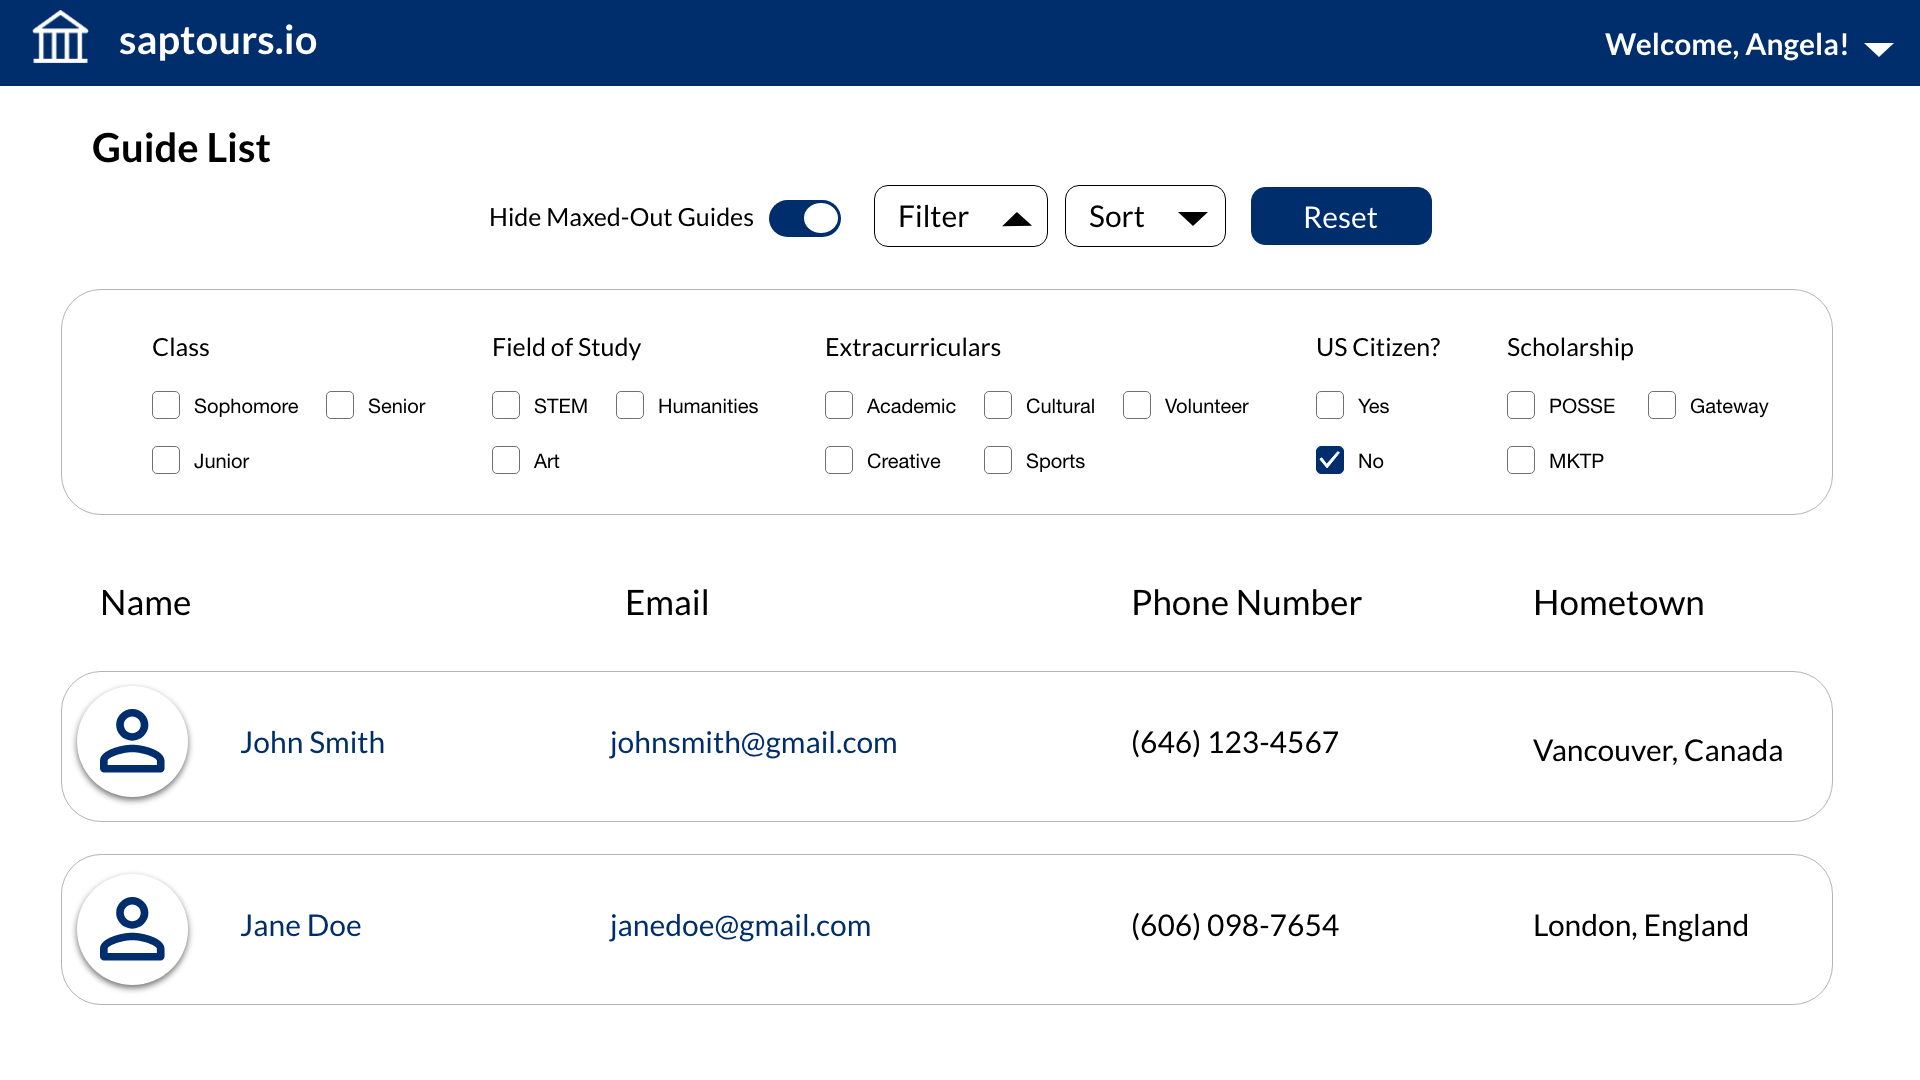 saptours.io
Welcome, Angela!
Guide List
Hide Maxed-Out Guides
Filter
Sort
Reset
Class
Field of Study
Extracurriculars
US Citizen?
Scholarship
Sophomore
Senior
STEM
Humanities
Academic
Cultural
Volunteer
Yes
POSSE
Gateway
Junior
Art
Creative
Sports
No
MKTP
Name
Email
Phone Number
Hometown
John Smith
johnsmith@gmail.com
(646) 123-4567
Vancouver, Canada
Jane Doe
janedoe@gmail.com
(606) 098-7654
London, England